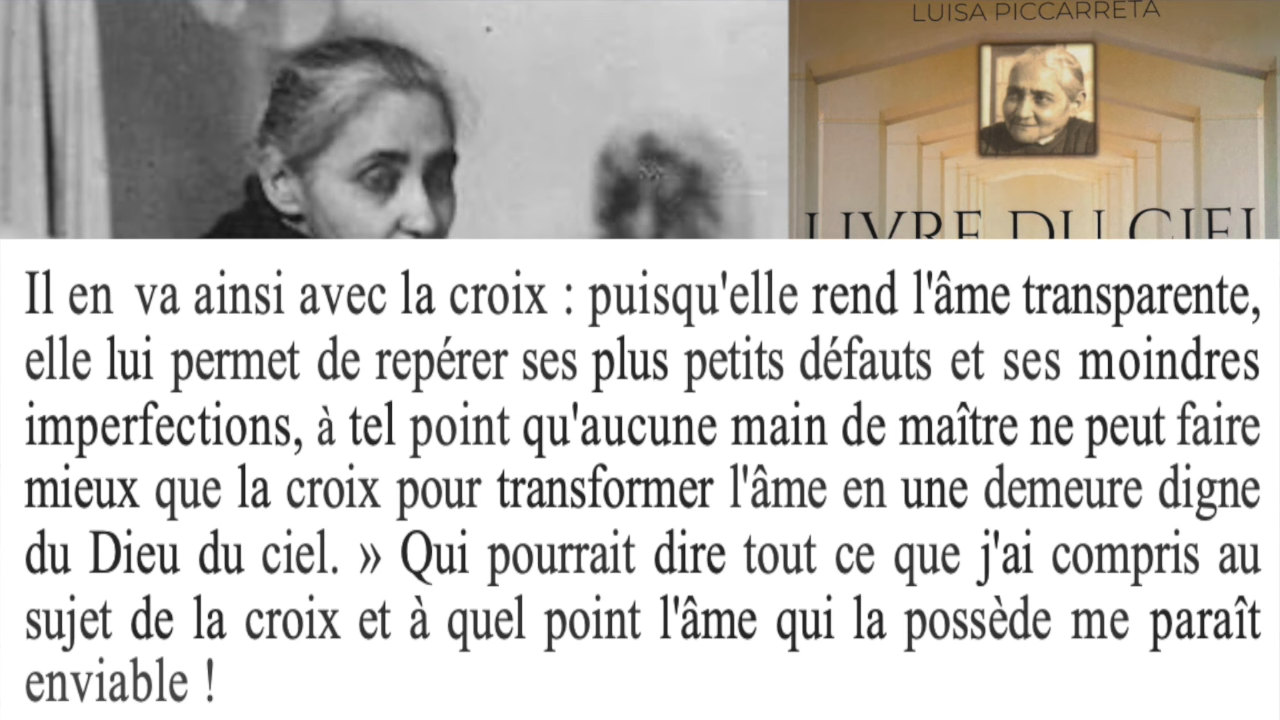 LUISA PICCARRETA
LIVRE DU CIEL
Il en va ainsi avec la croix : puisqu'elle rend l'âme transparente,
elle lui permet de repérer ses plus petits défauts et ses moindres
imperfections, à tel point qu'aucune main de maître ne peut faire
mieux que la croix pour transformer l'âme en une demeure digne
du Dieu du ciel. » Qui pourrait dire tout ce que j'ai compris au
sujet de la croix et à quel point l'âme qui la possède me paraît
enviable !